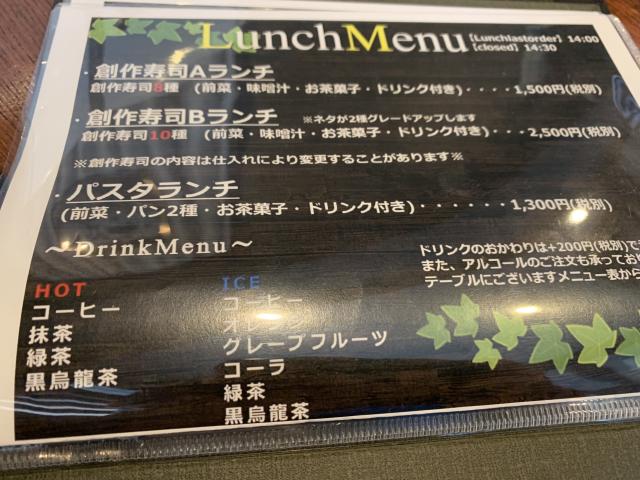 LunchMenu
【Lunchlastorder】14:00
【closed】14:30
・創作寿司Aランチ
創作寿司8種 (前菜・味噌汁・お茶菓子・ドリンク付き)・・・・1,500円(税別)
・創作寿司Bランチ ※ネタが2種グレードアップします
創作寿司10種 (前菜・味噌汁・お茶菓子・ドリンク付き)・・・2,500円(税別)
※創作寿司の内容は仕入れにより変更することがあります※
・パスタランチ
(前菜・パン2種・お茶菓子・ドリンク付き)・・・・・・1,300円(税別)
～DrinkMenu～
ドリンクのおかわりは+200円(税別)で
また、アルコールのご注文も承ってお
テーブルにございますメニュー表から
HOT
コーヒー
抹茶
緑茶
黒烏龍茶
ICE
コーヒー
オレンジ
グレープフルーツ
コーラ
緑茶
黒烏龍茶